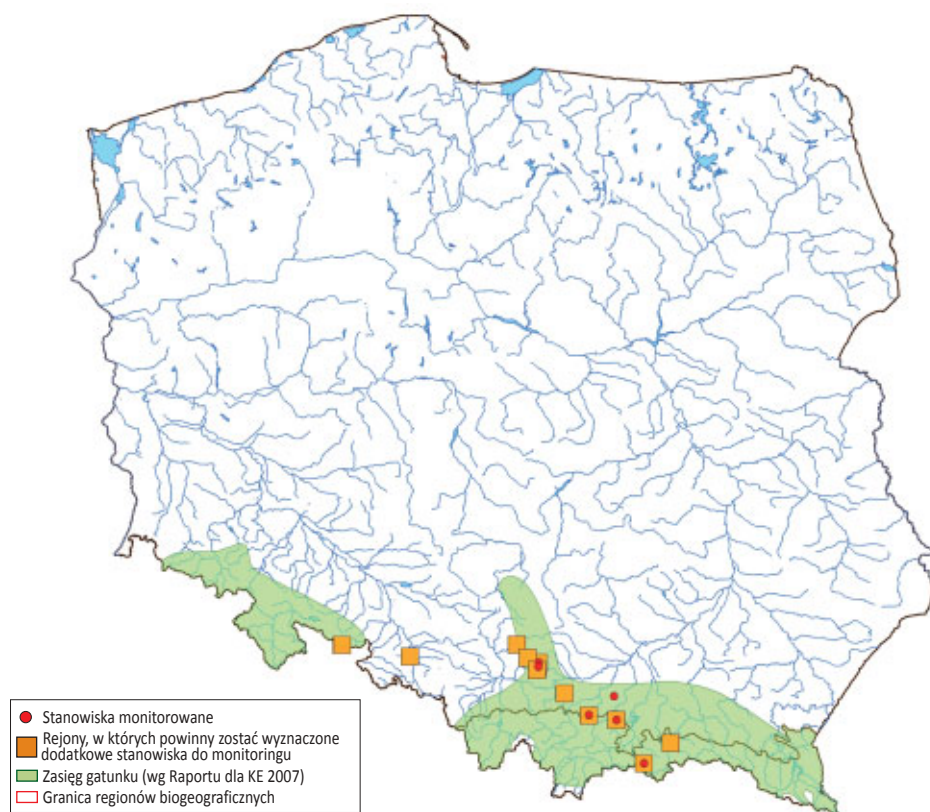 Stanowiska monitorowane
Rejony, w których powinny zostać wyznaczone
dodatkowe stanowiska do monitoringu
Zasięg gatunku (wg Raportu dla KE 2007)
Granica regionów biogeograficznych